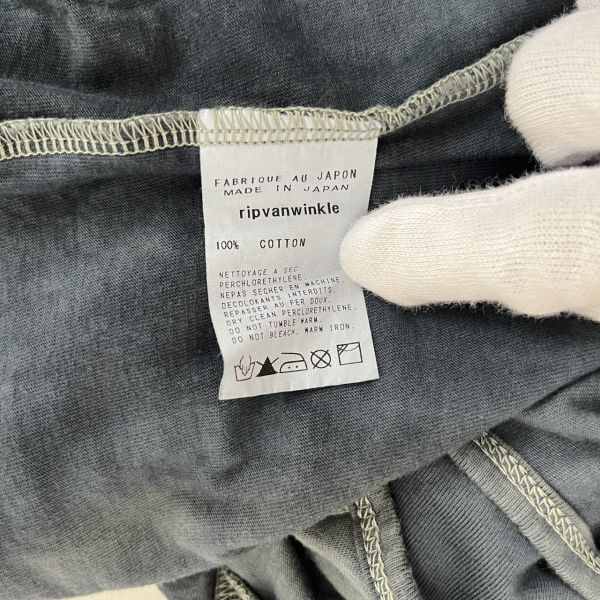 FABRIQUE AU JAPON
MADE IN JAPAN
ripvanwinkle
100% COTTON
NETTOYAGE A SEC
PERCHLORETHYLENE.
NEPAS SECHER EN MACHINE.
DECOLOKANTS INTERDITS.
REPASSER AU FER DOUX.
DRY CLEAN PERCLORETHYLENE.
DO NOT TUMBLE WARM.
DO NOT BLEACH. WARM IRON.